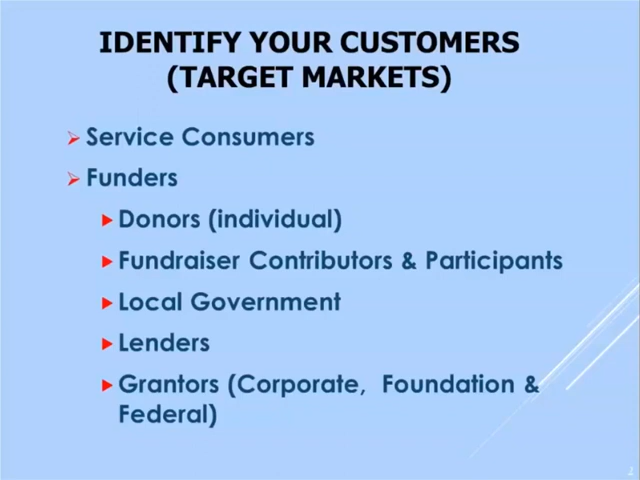 IDENTIFY YOUR CUSTOMERS
(TARGET MARKETS)
Service Consumers
Funders
Donors (individual)
Fundraiser Contributors & Participants
Local Government
Lenders
Grantors (Corporate, Foundation &
Federal)